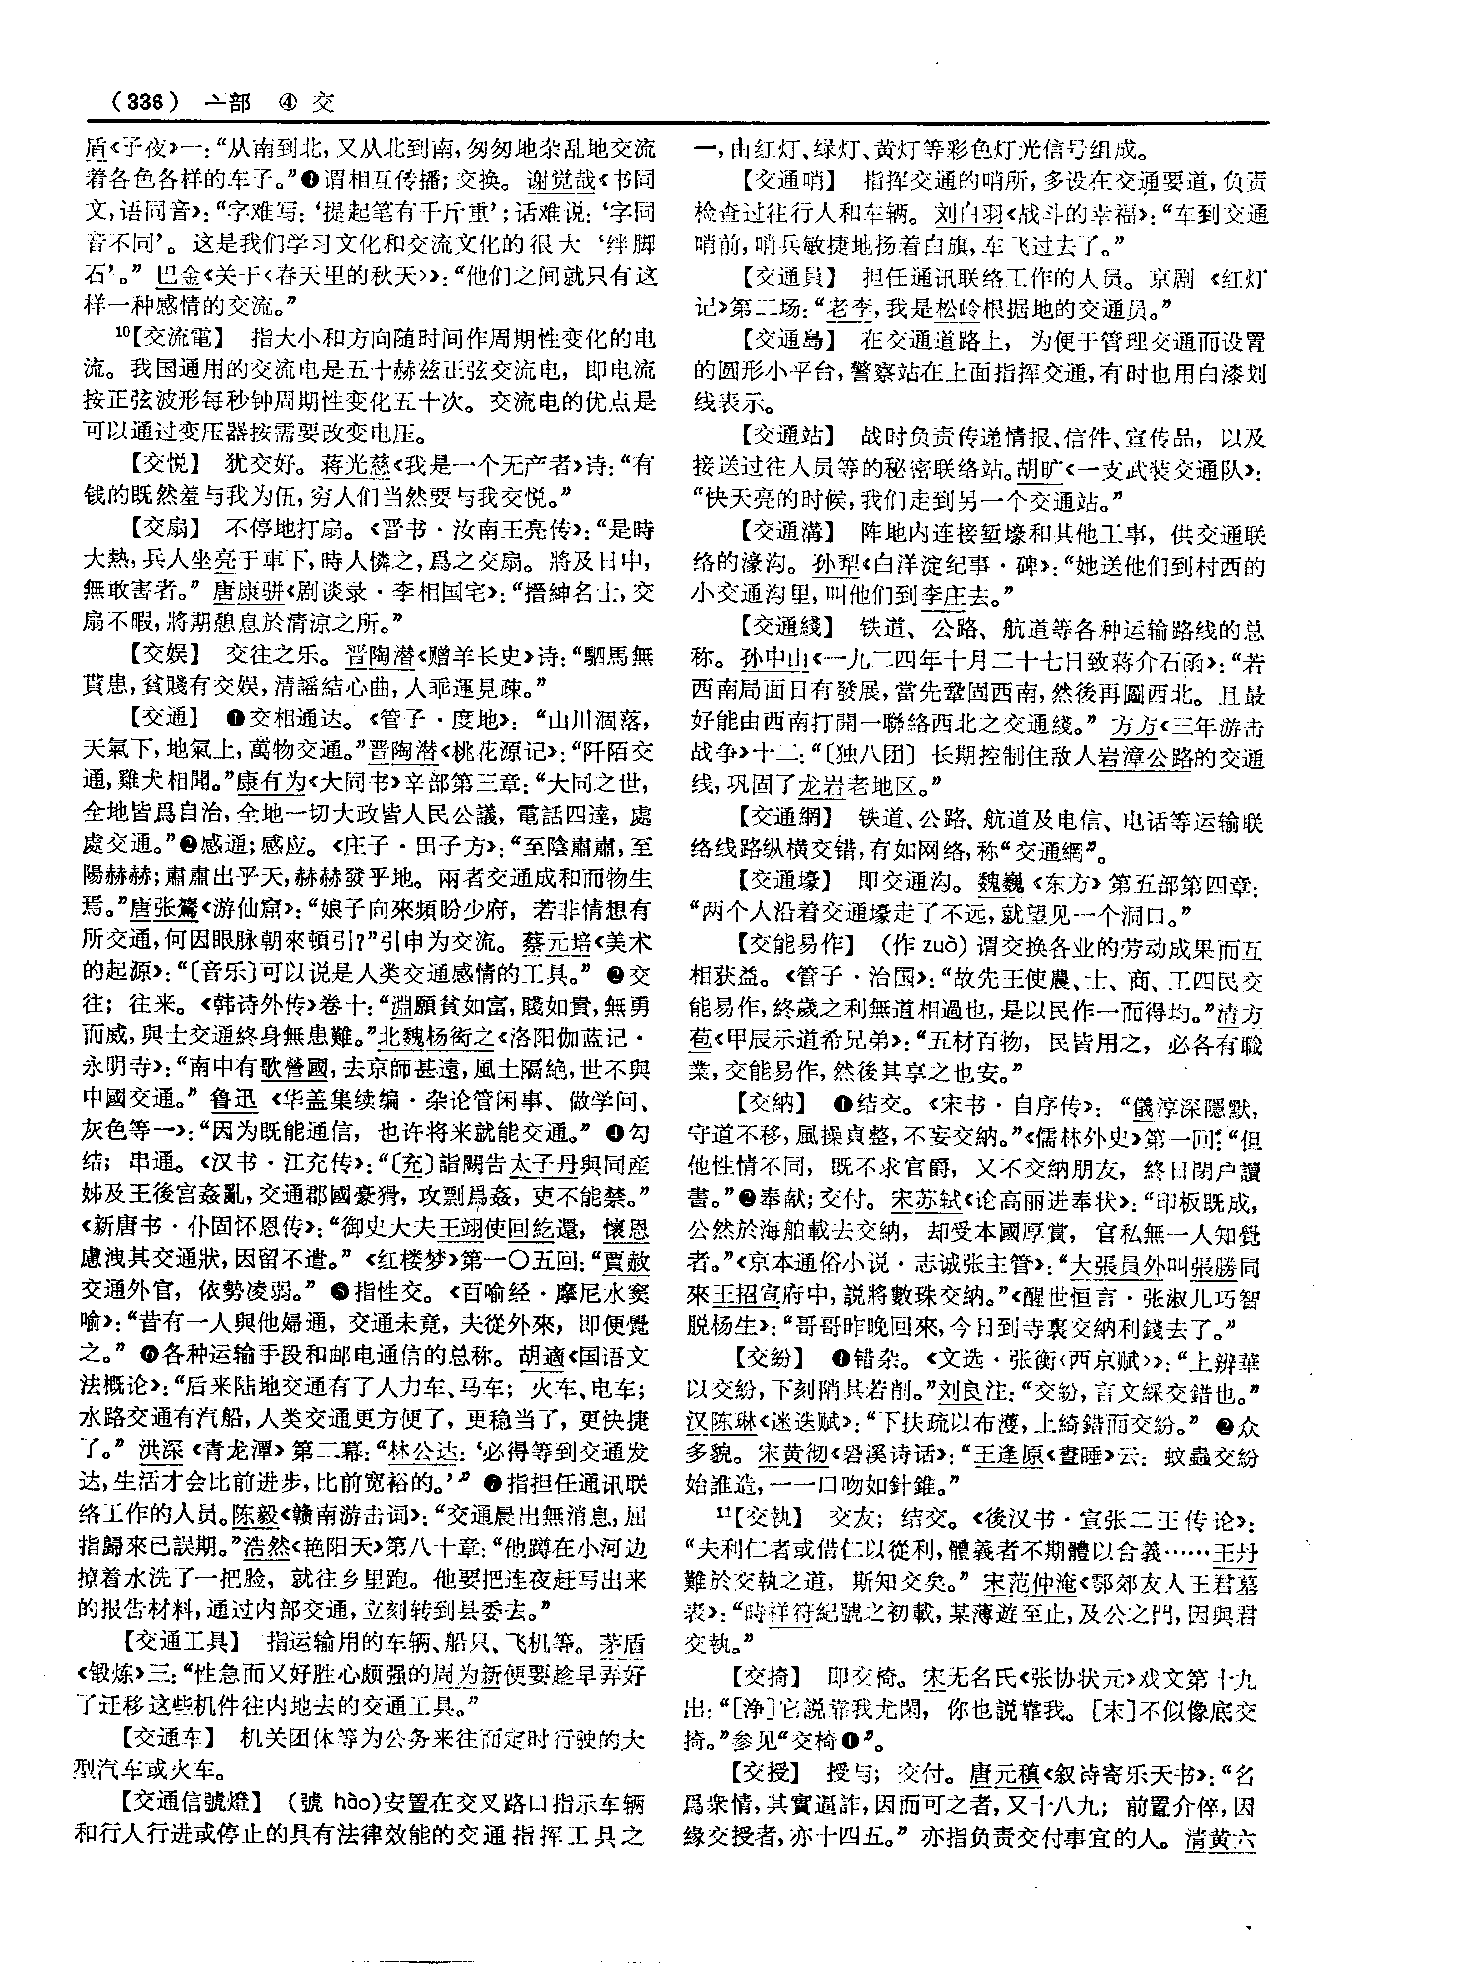 （336） 亠部 ④ 交
盾《子夜》一：“从南到北，又从北到南，匆匆地杂乱地交流
着各色各样的车子。”❼谓相互传播；交换。 谢觉哉《书同
文，语同音》：“字难写：‘提起笔有千斤重’；话难说：‘字同
音不同’。 这是我们学习文化和交流文化的很大‘绊脚
石’。” 巴金《关于〈春天里的秋天〉》：“他们之间就只有这
样一种感情的交流。”
10【交流電】 指大小和方向随时间作周期性变化的电
流。我国通用的交流电是五十赫兹正弦交流电，即电流
按正弦波形每秒钟周期性变化五十次。交流电的优点是
可以通过变压器按需要改变电压。
【交悦】 犹交好。蒋光慈《我是一个无产者》诗：“有
钱的既然羞与我为伍，穷人们当然要与我交悦。”
【交扇】 不停地打扇。《晋书·汝南王亮传》：“是時
大熱，兵人坐亮于車下，時人憐之，爲之交扇。將及日中，
無敢害者。” 唐康骈《剧谈录·李相国宅》：“搢紳名士，交
扇不暇，將期憩息於清涼之所。”
【交娱】 交往之乐。晋陶潜《赠羊长史》诗：“駟馬無
貰患，貧賤有交娱，清謡結心曲，人乖運見疎。”
【交通】 ❶交相通达。《管子·度地》：“山川涸落，
天氣下，地氣上，萬物交通。”晋陶潜《桃花源记》：“阡陌交
通，雞犬相聞。”康有为《大同书》辛部第三章：“大同之世，
全地皆爲自治，全地一切大政皆人民公議，電話四達，處
處交通。”❷感通；感应。《庄子·田子方》：“至陰肅肅，至
陽赫赫；肅肅出乎天，赫赫發乎地。兩者交通成和而物生
焉。”唐张鷟《游仙窟》：“娘子向來頻盼少府，若非情想有
所交通，何因眼脉朝來頓引？”引申为交流。蔡元培《美术
的起源》：“〔音乐〕可以说是人类交通感情的工具。” ❸交
往；往来。《韩诗外传》卷十：“淵願貧如富，賤如貴，無勇
而威，與士交通終身無患難。”北魏杨衒之《洛阳伽蓝记·
永明寺》：“南中有歌營國，去京師甚遠，風土隔絶，世不與
中國交通。” 鲁迅《华盖集续编·杂论管闲事、做学问、
灰色等一》：“因为既能通信，也许将来就能交通。” ❹勾
结；串通。《汉书·江充传》：“〔充〕詣闕告太子丹與同産
姊及王後宫姦亂，交通郡國豪猾，攻剽爲姦，吏不能禁。”
《新唐书·仆固怀恩传》：“御史大夫王翊使回紇還，懷恩
慮洩其交通狀，因留不遣。” 《红楼梦》第一〇五回：“賈赦
交通外官，依勢凌弱。” ❺指性交。《百喻经·摩尼水窦
喻》：“昔有一人與他婦通，交通未竟，夫從外來，即便覺
之。” ❻各种运输手段和邮电通信的总称。胡適《国语文
法概论》：“后来陆地交通有了人力车、马车；火车、电车；
水路交通有汽船，人类交通更方便了，更稳当了，更快捷
了。” 洪深《青龙潭》第二幕：“林公达：‘必得等到交通发
达，生活才会比前进步，比前宽裕的。’” ❼指担任通讯联
络工作的人员。陈毅《赣南游击词》：“交通晨出無消息，屈
指歸來已誤期。”浩然《艳阳天》第八十章：“他蹲在小河边
掠着水洗了一把脸，就往乡里跑。他要把连夜赶写出来
的报告材料，通过内部交通，立刻转到县委去。”
【交通工具】 指运输用的车辆、船只、飞机等。茅盾
《锻炼》三：“性急而又好胜心颇强的周为新便要趁早弄好
了迁移这些机件往内地去的交通工具。”
【交通车】 机关团体等为公务来往而定时行驶的大
型汽车或火车。
【交通信號燈】 （號 hào）安置在交叉路口指示车辆
和行人行进或停止的具有法律效能的交通指挥工具之
一，由红灯、绿灯、黄灯等彩色灯光信号组成。
【交通哨】 指挥交通的哨所，多设在交通要道，负责
检查过往行人和车辆。刘白羽《战斗的幸福》：“车到交通
哨前，哨兵敏捷地扬着白旗，车飞过去了。”
【交通員】 担任通讯联络工作的人员。京剧《红灯
记》第二场：“老李，我是松岭根据地的交通员。”
【交通島】 在交通道路上，为便于管理交通而设置
的圆形小平台，警察站在上面指挥交通，有时也用白漆划
线表示。
【交通站】 战时负责传递情报、信件、宣传品，以及
接送过往人员等的秘密联络站。胡旷《一支武装交通队》：
“快天亮的时候，我们走到另一个交通站。”
【交通溝】 阵地内连接堑壕和其他工事，供交通联
络的濠沟。孙犁《白洋淀纪事·碑》：“她送他们到村西的
小交通沟里，叫他们到李庄去。”
【交通綫】 铁道、公路、航道等各种运输路线的总
称。孙中山《一九二四年十月二十七日致蒋介石函》：“若
西南局面日有發展，當先鞏固西南，然後再圖西北。且最
好能由西南打開一聯絡西北之交通綫。” 方方《三年游击
战争》十二：“〔独八团〕长期控制住敌人岩漳公路的交通
线，巩固了龙岩老地区。”
【交通網】 铁道、公路、航道及电信、电话等运输联
络线路纵横交错，有如网络，称“交通網”。
【交通壕】 即交通沟。魏巍《东方》第五部第四章：
“两个人沿着交通壕走了不远，就望见一个洞口。”
【交能易作】 （作 zuò）谓交换各业的劳动成果而互
相获益。《管子·治国》：“故先王使農、士、商、工四民交
能易作，終歲之利無道相過也，是以民作一而得均。”清方
苞《甲辰示道希兄弟》：“五材百物，民皆用之，必各有職
業，交能易作，然後其享之也安。”
【交納】 ❶结交。《宋书·自序传》：“儀淳深隱默，
守道不移，風操貞整，不妄交納。”《儒林外史》第一回：“但
他性情不同，既不求官爵，又不交納朋友，終日閉户讀
書。”❷奉献；交付。宋苏轼《论高丽进奉状》：“印板既成，
公然於海舶載去交納，却受本國厚賞，官私無一人知覺
者。”《京本通俗小说·志诚张主管》：“大張員外叫張勝同
來王招宣府中，説將數珠交納。”《醒世恒言·张淑儿巧智
脱杨生》：“哥哥昨晚回來，今日到寺裏交納利錢去了。”
【交紛】 ❶错杂。《文选·张衡〈西京赋〉》：“上辨華
以交紛，下刻陗其若削。”刘良注：“交紛，言文綵交錯也。”
汉陈琳《迷迭赋》：“下扶疏以布濩，上綺錯而交紛。” ❷众
多貌。宋黄彻《䂬溪诗话》：“王逢原《晝睡》云：蚊蟲交紛
始誰造，一一口吻如針錐。”
11【交執】 交友；结交。《後汉书·宣张二王传论》：
“夫利仁者或借仁以從利，體義者不期體以合義……王丹
難於交執之道，斯知交矣。” 宋范仲淹《鄠郊友人王君墓
表》：“時祥符紀號之初載，某薄遊至止，及公之門，因與君
交執。”
【交掎】 即交椅。宋无名氏《张协状元》戏文第十九
出：“[净]它説靠我尤閑，你也説靠我。[末]不似像底交
掎。”参见“交椅❶”。
【交授】 授与；交付。唐元稹《叙诗寄乐天书》：“名
爲衆情，其實逼詐，因而可之者，又十八九；前置介倅，因
緣交授者，亦十四五。” 亦指负责交付事宜的人。清黄六